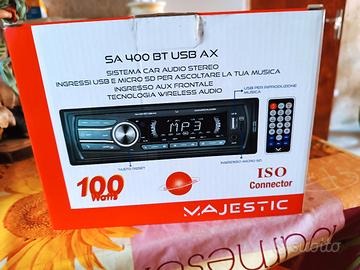 SA 400 BT USB AX
SISTEMA CAR AUDIO STEREO
INGRESSI USB E MICRO SD PER ASCOLTARE LA TUA MUSICA
INGRESSO AUX FRONTALE
TECNOLOGIA WIRELESS AUDIO
USB PER RIPRODUZIONE
MUSICA
MP3
TASTO RESET
INGRESSO MICRO SD
100
Watts
ISO
Connector
MAJESTIC
subito